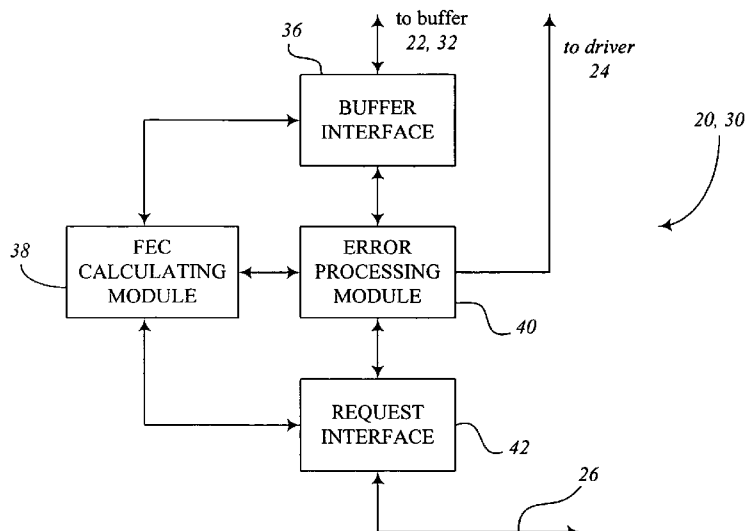 36
to buffer
22, 32
to driver
24
BUFFER
INTERFACE
20, 30
38
FEC
CALCULATING
MODULE
ERROR
PROCESSING
MODULE
40
REQUEST
INTERFACE
42
26